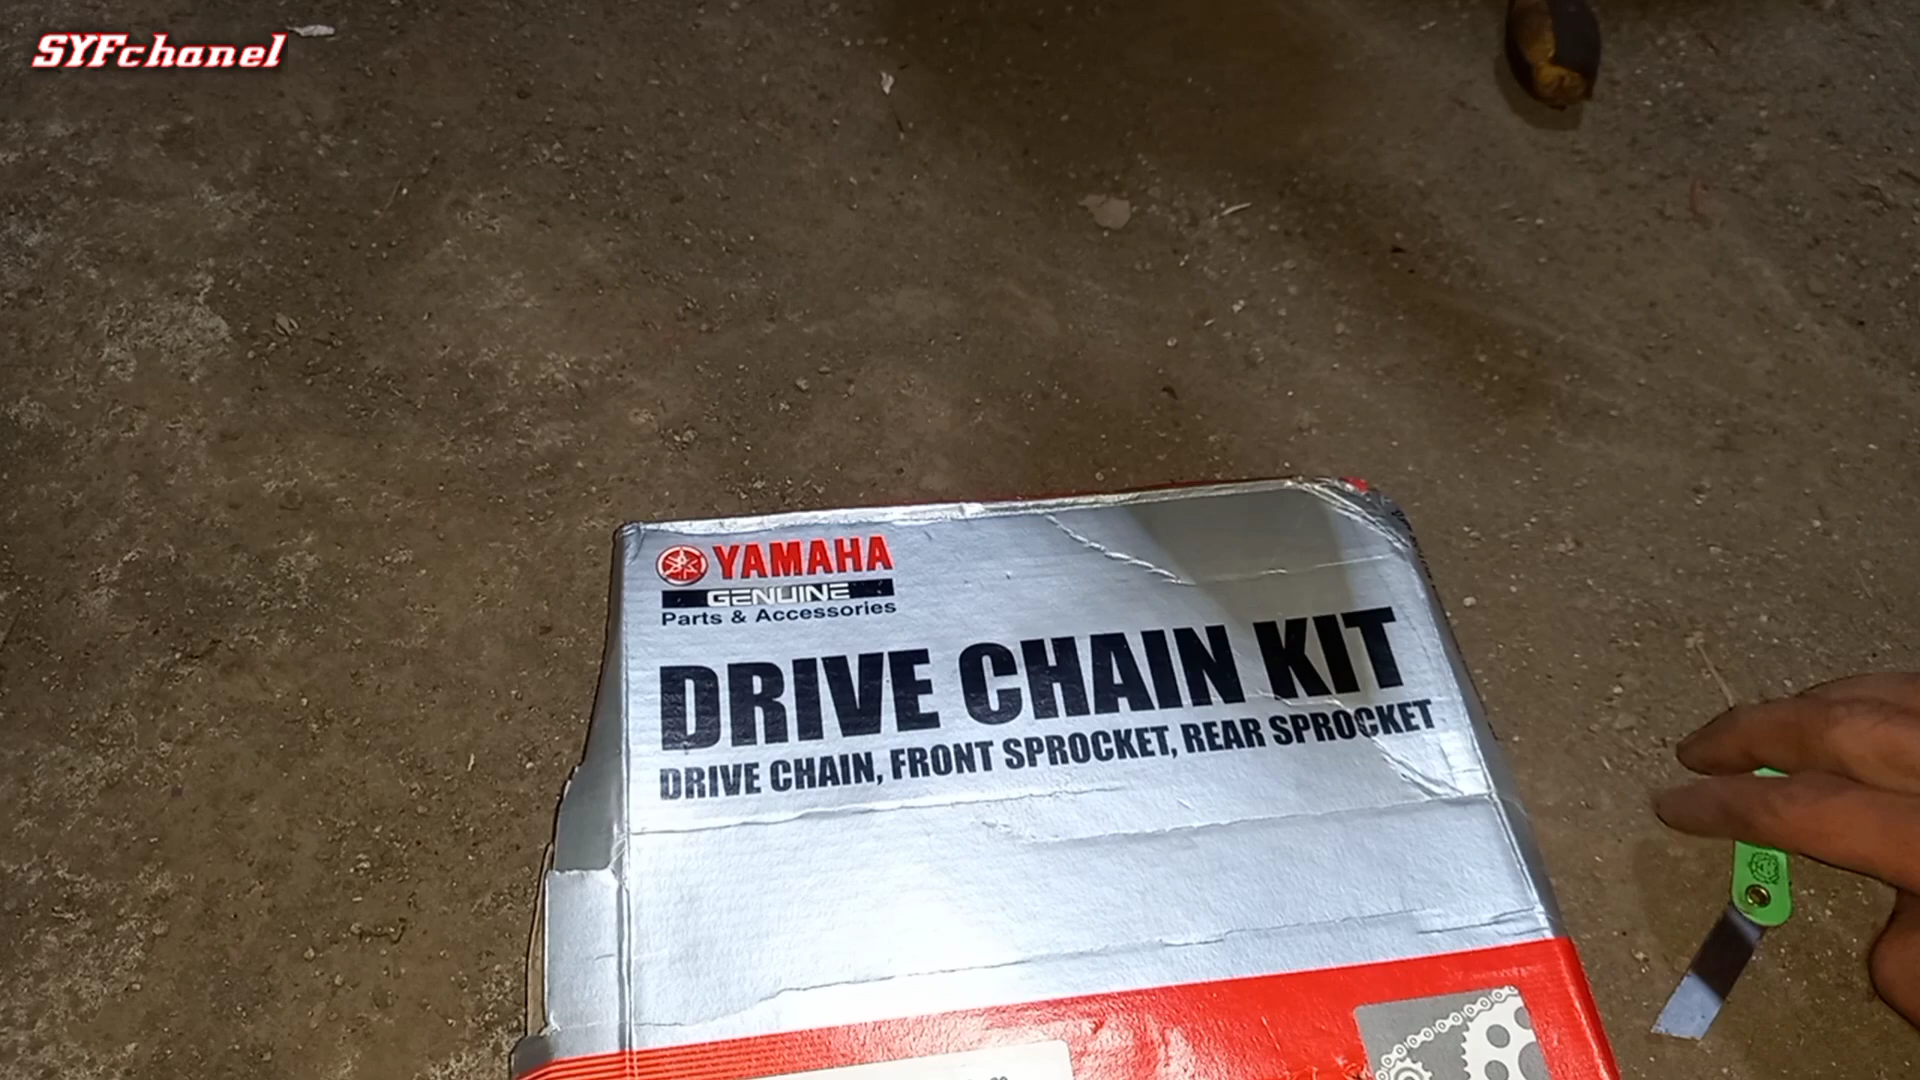 SYFchanel
YAMAHA
GENUINE
Parts & Accessories
DRIVE CHAIN KIT
DRIVE CHAIN, FRONT SPROCKET, REAR SPROCKET